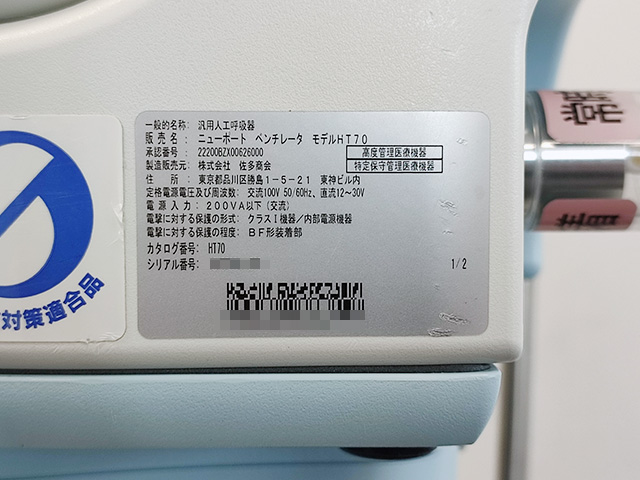 一般的名称: 汎用人工呼吸器
販売名: ニューポート ベンチレータ モデルHT70
承認番号: 22200BZX00626000
高度管理医療機器
製造販売元: 株式会社 佐多商会
特定保守管理医療機器
住所: 東京都品川区勝島1-5-21 東神ビル内
定格電源電圧及び周波数: 交流100V 50/60Hz、直流12~30V
電源入力: 200VA以下(交流)
電撃に対する保護の形式: クラスⅠ機器/内部電源機器
電撃に対する保護の程度: BF形装着部
カタログ番号: HT70
シリアル番号:
1/2
対策適合品